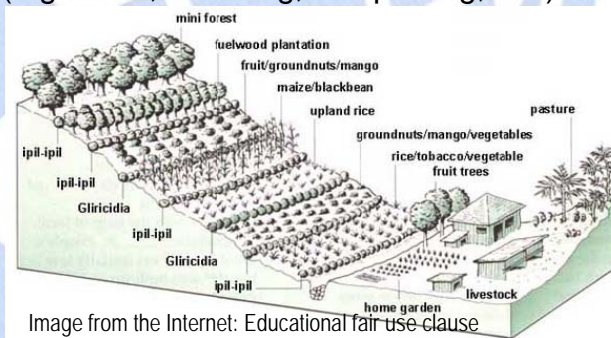 mini forest
fuelwood plantation
fruit/groundnuts/mango
maize/blackbean
upland rice
pasture
groundnuts/mango/vegetables
rice/tobacco/vegetable
fruit trees
ipil-ipil
ipil-ipil
Gliricidia
ipil-ipil
Gliricidia
ipil-ipil
livestock
home garden
Image from the Internet: Educational fair use clause